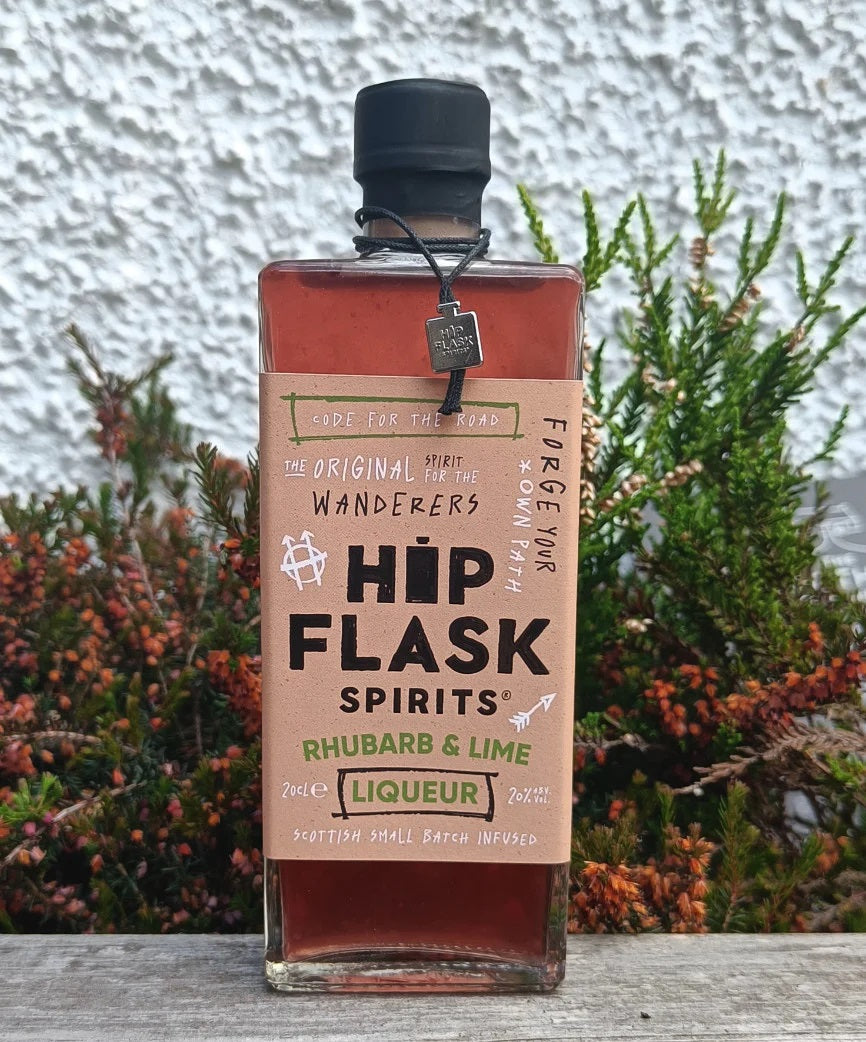 HIP
FLASK
SPIRITS
CODE FOR THE ROAD
THE ORIGINAL SPIRIT FOR THE
WANDERERS
FORGE YOUR
OWN PATH
HIP
FLASK
SPIRITS®
RHUBARB & LIME
20cl e LIQUEUR 20% ABV. VOL.
SCOTTISH SMALL BATCH INFUSED